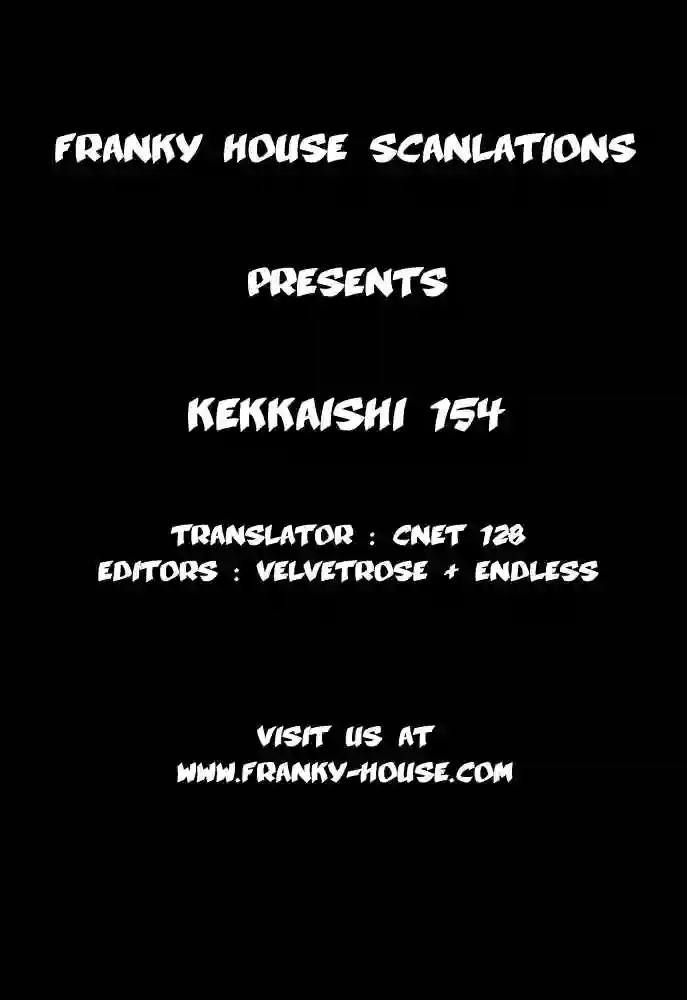 FRANKY HOUSE SCANLATIONS
PRESENTS
KEKKAISHI 154
TRANSLATOR : CNET 128
EDITORS : VELVETROSE + ENDLESS
VISIT US AT
WWW.FRANKY-HOUSE.COM